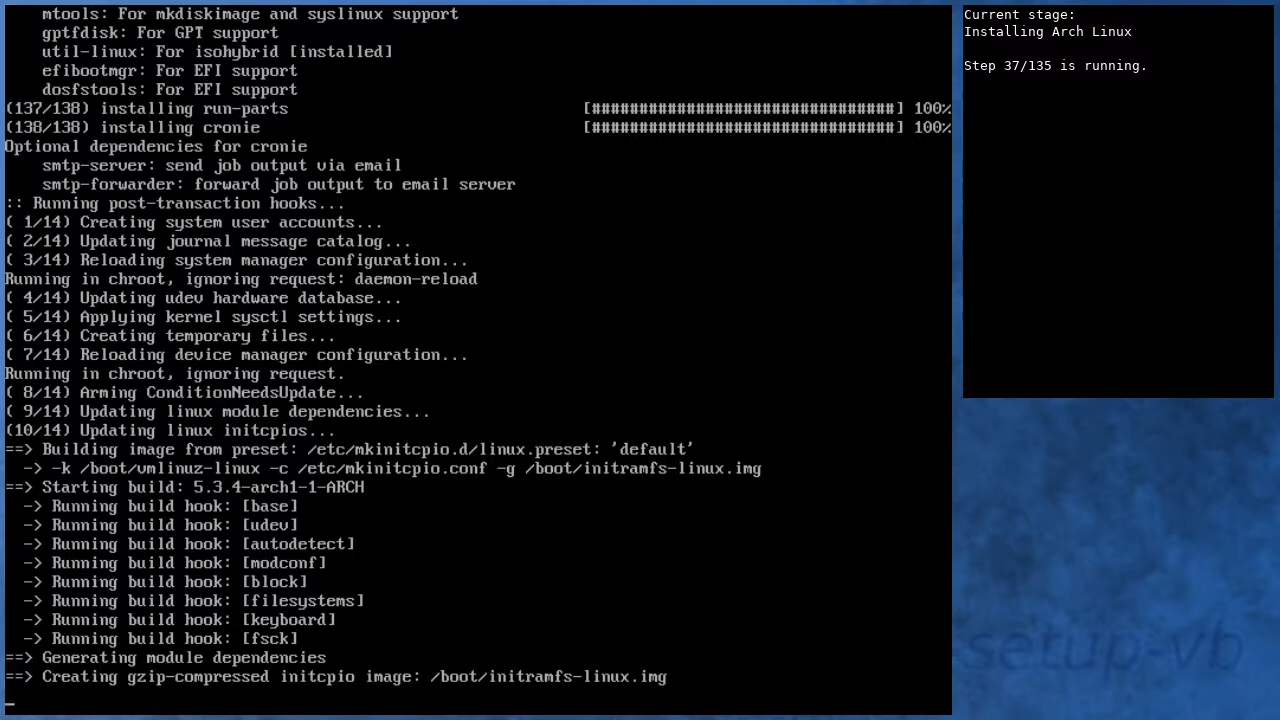 mtools: For mkdiskimage and syslinux support
    gptfdisk: For GPT support
    util-linux: For isohybrid [installed]
    efibootmgr: For EFI support
    dosfstools: For EFI support
(137/138) installing run-parts [################################] 100%
(138/138) installing cronie [################################] 100%
Optional dependencies for cronie
    smtp-server: send job output via email
    smtp-forwarder: forward job output to email server
:: Running post-transaction hooks...
( 1/14) Creating system user accounts...
( 2/14) Updating journal message catalog...
( 3/14) Reloading system manager configuration...
Running in chroot, ignoring request: daemon-reload
( 4/14) Updating udev hardware database...
( 5/14) Applying kernel sysctl settings...
( 6/14) Creating temporary files...
( 7/14) Reloading device manager configuration...
Running in chroot, ignoring request.
( 8/14) Arming ConditionNeedsUpdate...
( 9/14) Updating linux module dependencies...
(10/14) Updating linux initcpios...
==> Building image from preset: /etc/mkinitcpio.d/linux.preset: 'default'
  -> -k /boot/vmlinuz-linux -c /etc/mkinitcpio.conf -g /boot/initramfs-linux.img
==> Starting build: 5.3.4-arch1-1-ARCH
  -> Running build hook: [base]
  -> Running build hook: [udev]
  -> Running build hook: [autodetect]
  -> Running build hook: [modconf]
  -> Running build hook: [block]
  -> Running build hook: [filesystems]
  -> Running build hook: [keyboard]
  -> Running build hook: [fsck]
==> Generating module dependencies
==> Creating gzip-compressed initcpio image: /boot/initramfs-linux.img
_
Current stage:
Installing Arch Linux
Step 37/135 is running.
setup-vb